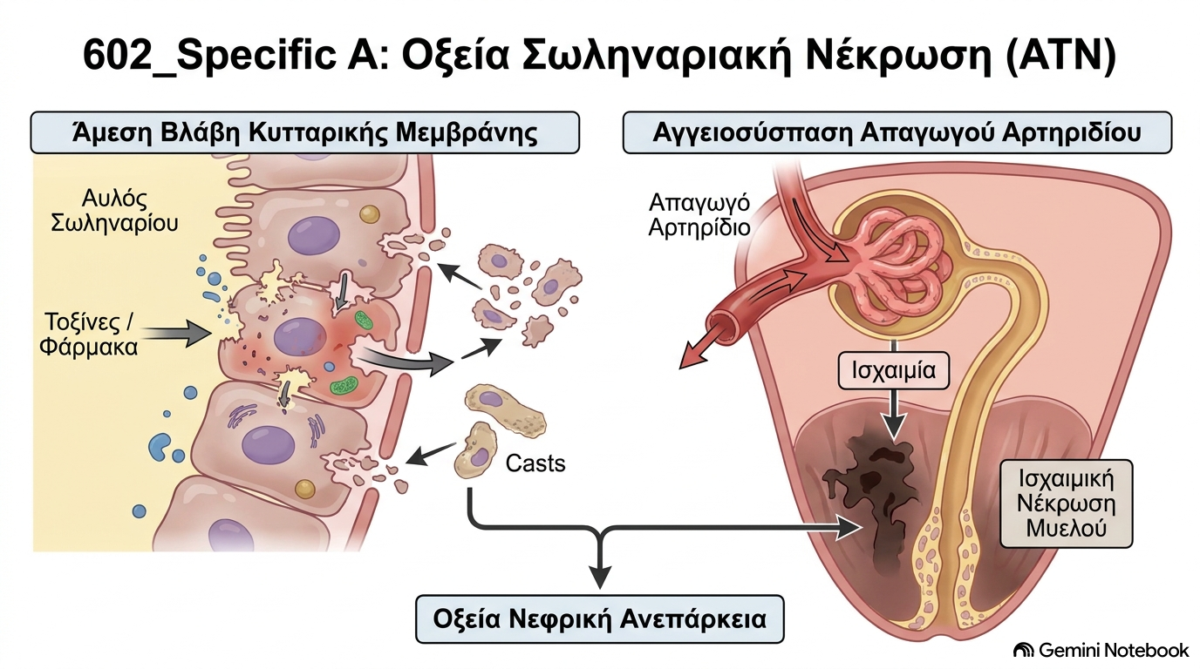 602_Specific A: Οξεία Σωληναριακή Νέκρωση (ATN)
Άμεση Βλάβη Κυτταρικής Μεμβράνης
Αυλός
Σωληναρίου
Τοξίνες /
Φάρμακα
Casts
Αγγειοσύσπαση Απαγωγού Αρτηριδίου
Απαγωγό
Αρτηρίδιο
Ισχαιμία
Ισχαιμική
Νέκρωση
Μυελού
Οξεία Νεφρική Ανεπάρκεια
Gemini Notebook